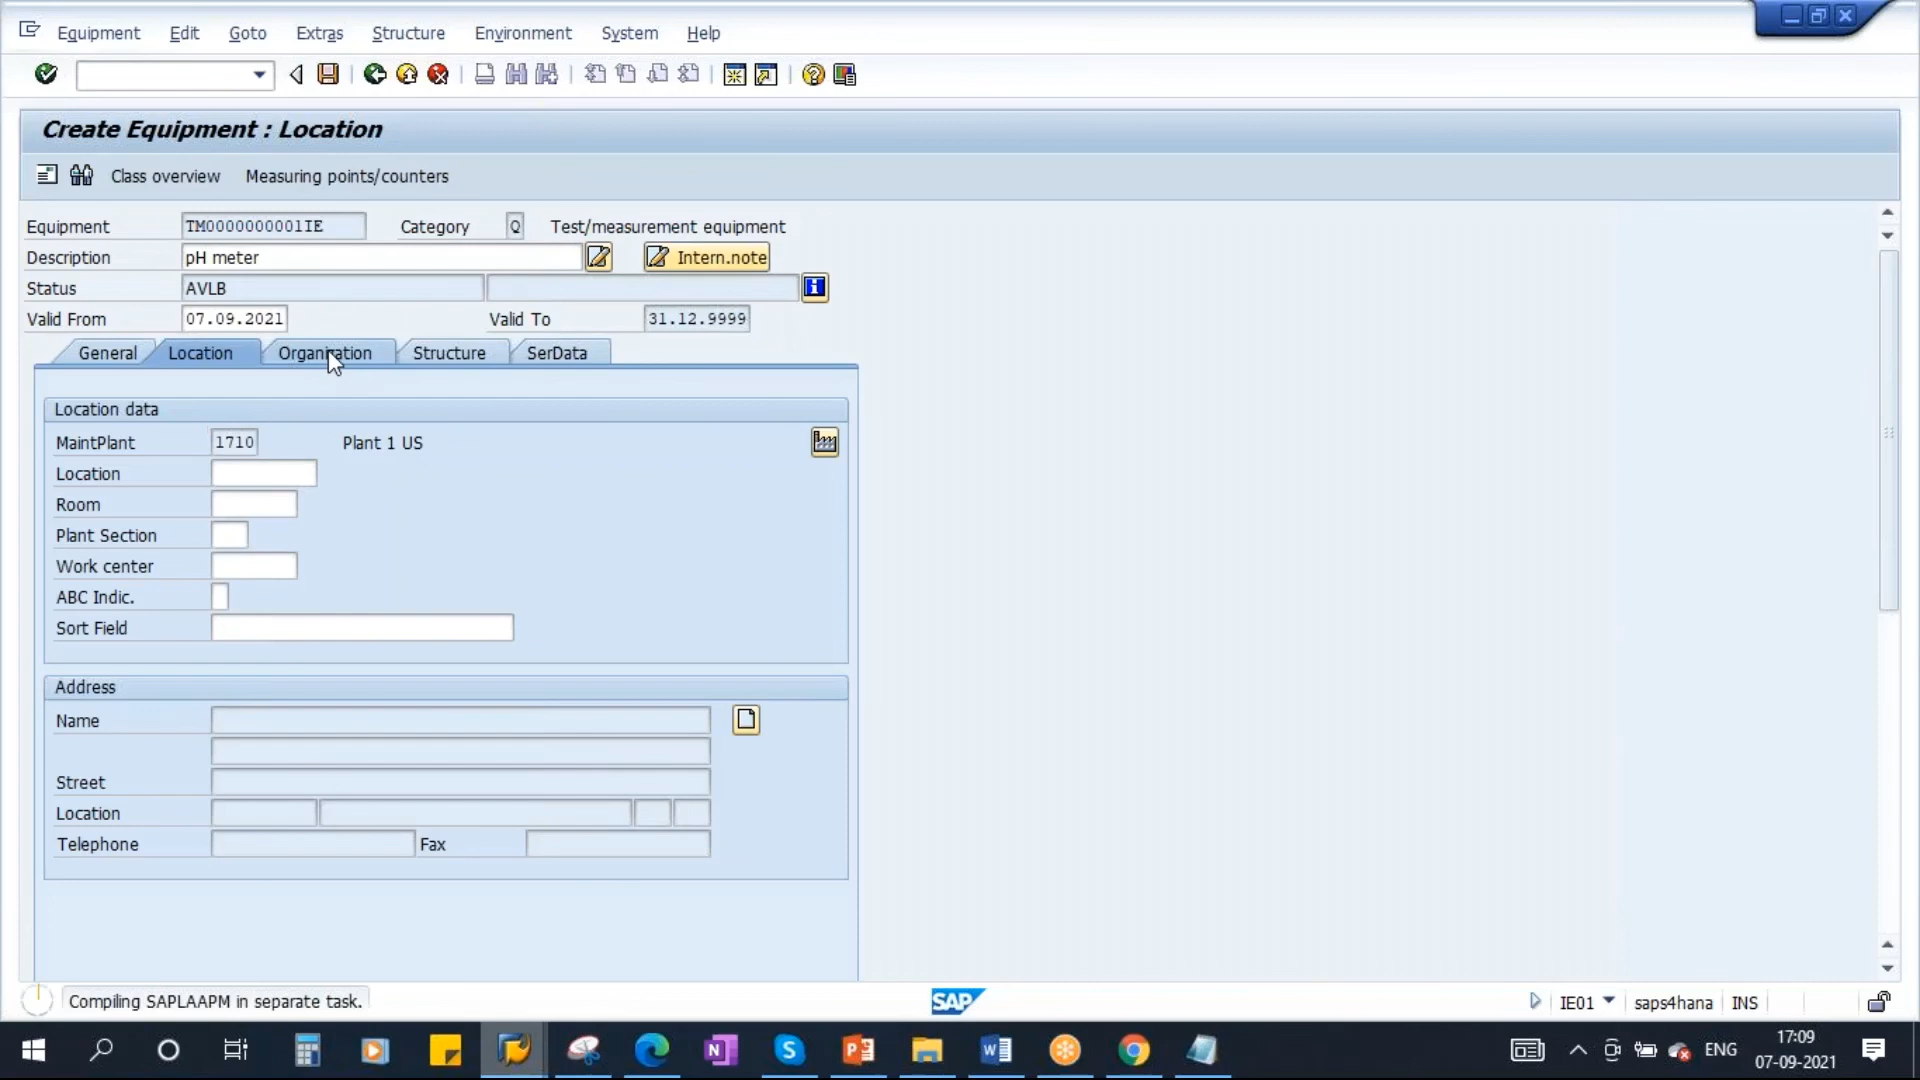 Equipment Edit Goto Extras Structure Environment System Help
Create Equipment : Location
Class overview Measuring points/counters
Equipment TM0000000001IE Category Q Test/measurement equipment
Description pH meter Intern.note
Status AVLB
Valid From 07.09.2021 Valid To 31.12.9999
General Location Organization Structure SerData
Location data
MaintPlant 1710 Plant 1 US
Location
Room
Plant Section
Work center
ABC Indic.
Sort Field
Address
Name
Street
Location
Telephone Fax
Compiling SAPLAAPM in separate task. SAP IE01 saps4hana INS
ENG 17:09
07-09-2021